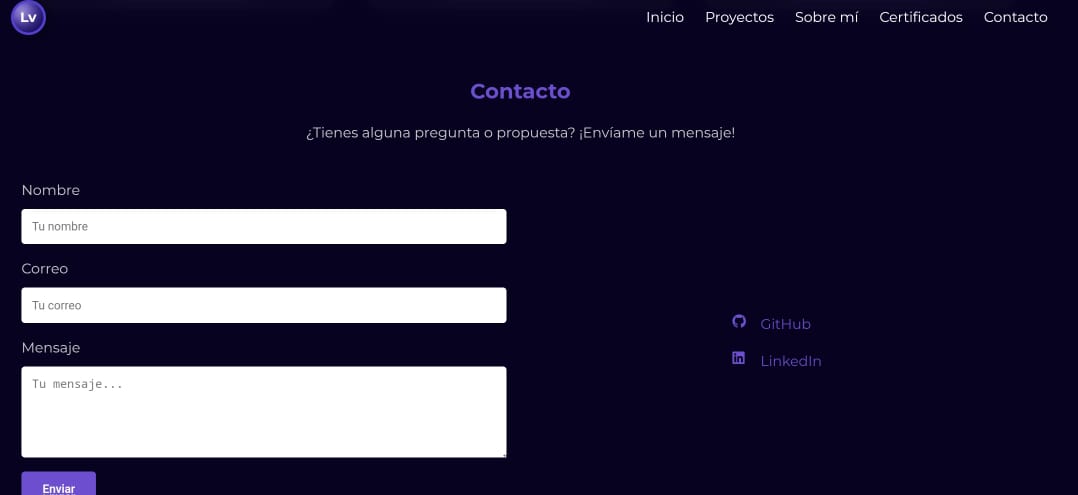 Lv
Inicio Proyectos Sobre mí Certificados Contacto
Contacto
¿Tienes alguna pregunta o propuesta? ¡Envíame un mensaje!
Nombre
Tu nombre
Correo
Tu correo
Mensaje
Tu mensaje...
Enviar
GitHub
LinkedIn